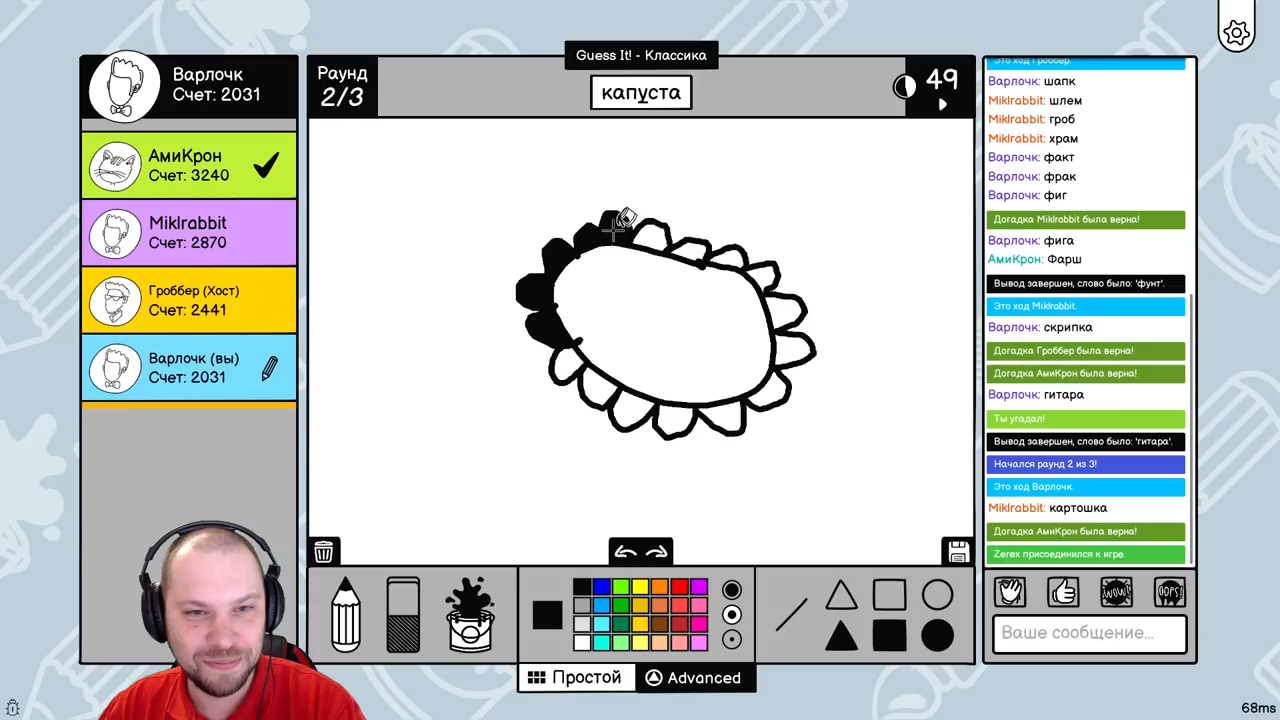 Guess It! - Классика
капуста
Раунд
2/3
49
Варлочк
Счет: 2031
АмиКрон
Счет: 3240
Miklrabbit
Счет: 2870
Гроббер (Хост)
Счет: 2441
Варлочк (вы)
Счет: 2031
Это ход Гроббер.
Варлочк: шапк
Miklrabbit: шлем
Miklrabbit: гроб
Miklrabbit: храм
Варлочк: факт
Варлочк: фрак
Варлочк: фиг
Догадка Miklrabbit была верна!
Варлочк: фига
АмиКрон: Фарш
Вывод завершен, слово было: 'фунт'.
Это ход Miklrabbit.
Варлочк: скрипка
Догадка Гроббер была верна!
Догадка АмиКрон была верна!
Варлочк: гитара
Ты угадал!
Вывод завершен, слово было: 'гитара'.
Начался раунд 2 из 3!
Это ход Варлочк.
Miklrabbit: картошка
Догадка АмиКрон была верна!
Zerex присоединился к игре.
WOW!
OOPS!
Ваше сообщение...
Простой
Advanced
68ms